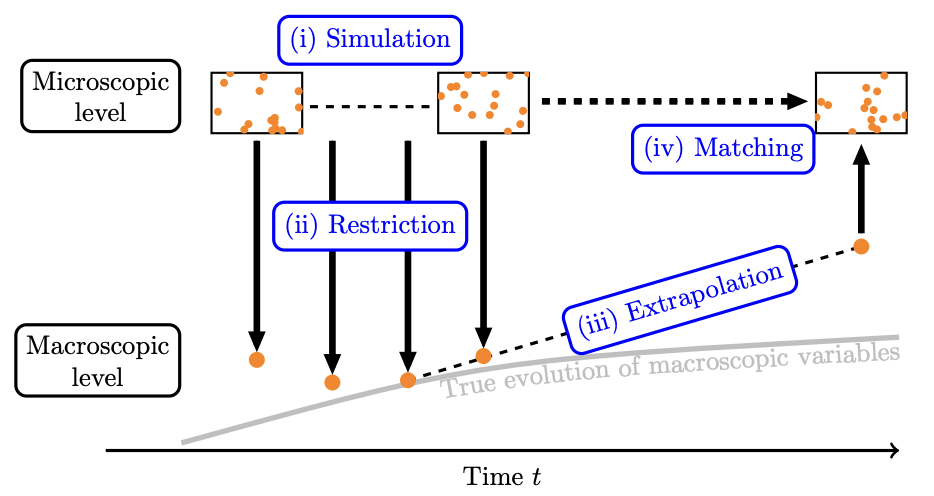 (i) Simulation
Microscopic
level
(iv) Matching
(ii) Restriction
(iii) Extrapolation
Macroscopic
level
True evolution of macroscopic variables
Time t